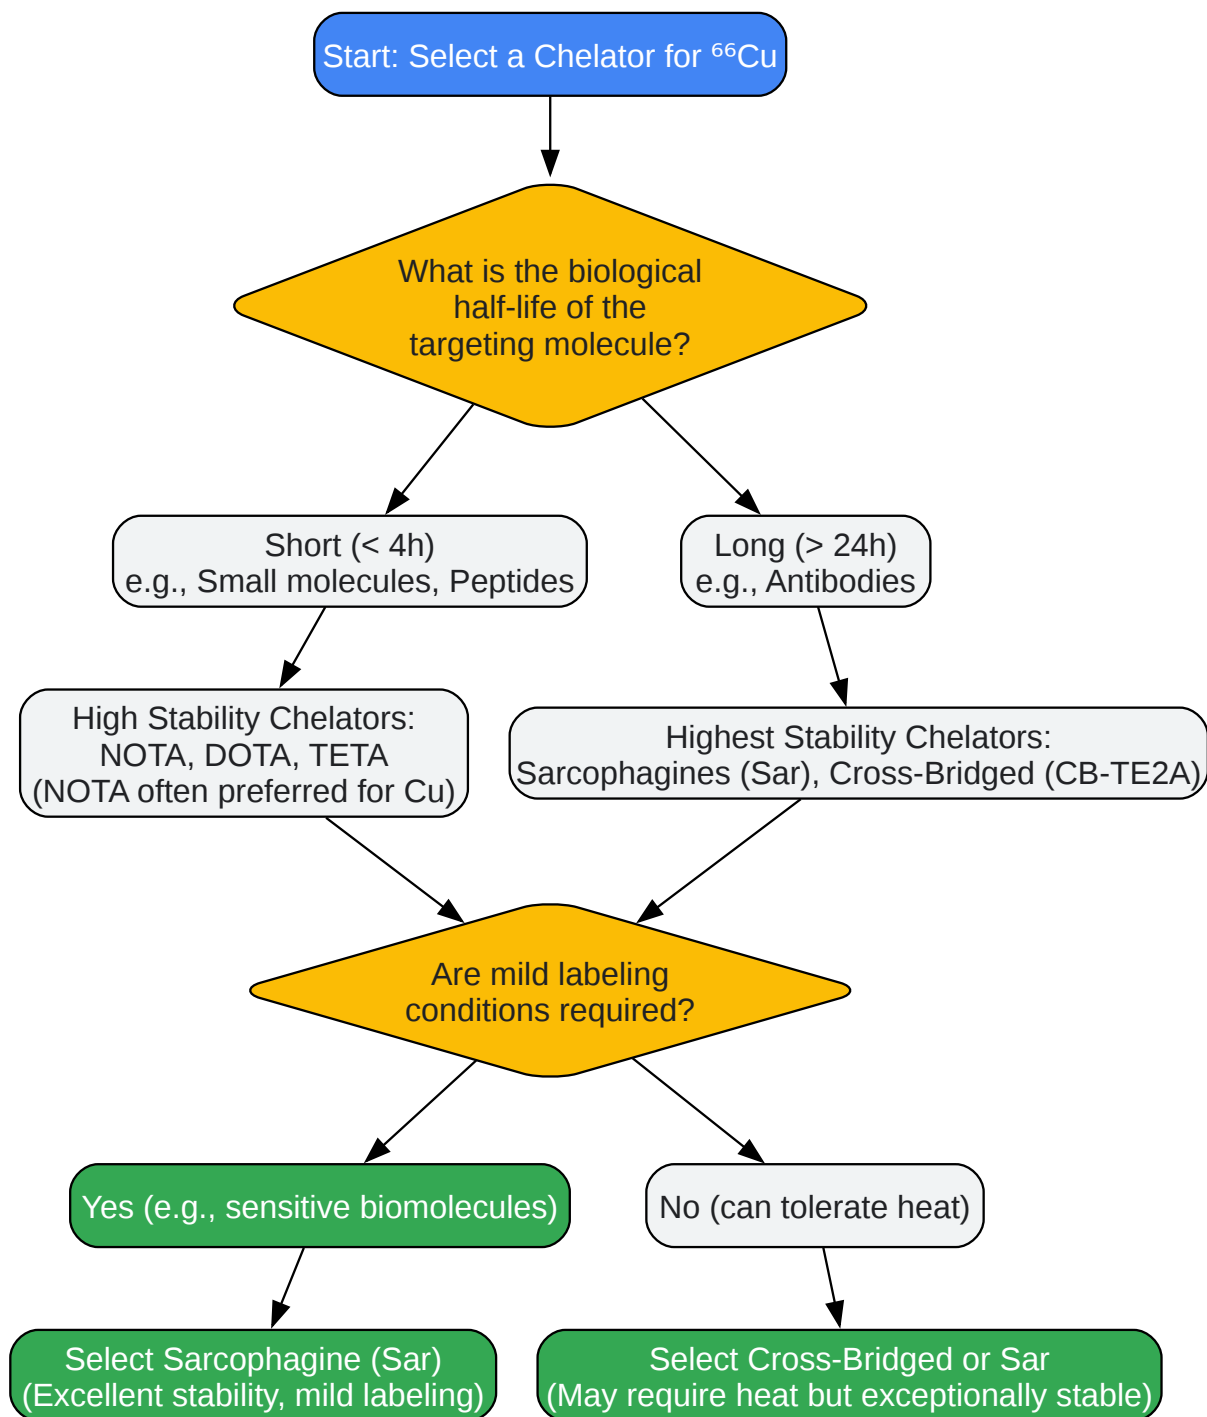 Start: Select a Chelator for ⁶⁶Cu
What is the biological
half-life of the
targeting molecule?
Short (< 4h)
e.g., Small molecules, Peptides
Long (> 24h)
e.g., Antibodies
High Stability Chelators:
NOTA, DOTA, TETA
(NOTA often preferred for Cu)
Highest Stability Chelators:
Sarcophagines (Sar), Cross-Bridged (CB-TE2A)
Are mild labeling
conditions required?
Yes (e.g., sensitive biomolecules)
No (can tolerate heat)
Select Sarcophagine (Sar)
(Excellent stability, mild labeling)
Select Cross-Bridged or Sar
(May require heat but exceptionally stable)